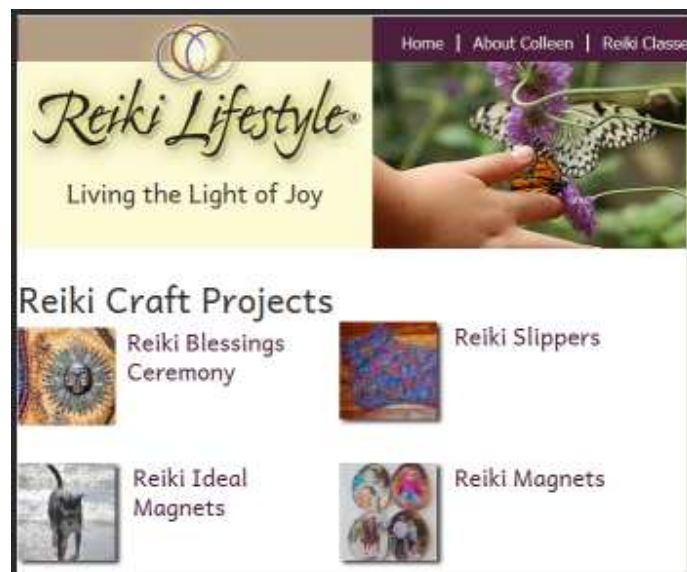 Home | About Colleen | Reiki Classe
Reiki Lifestyle®
Living the Light of Joy
Reiki Craft Projects
Reiki Blessings
Ceremony
Reiki Slippers
Reiki Ideal
Magnets
Reiki Magnets